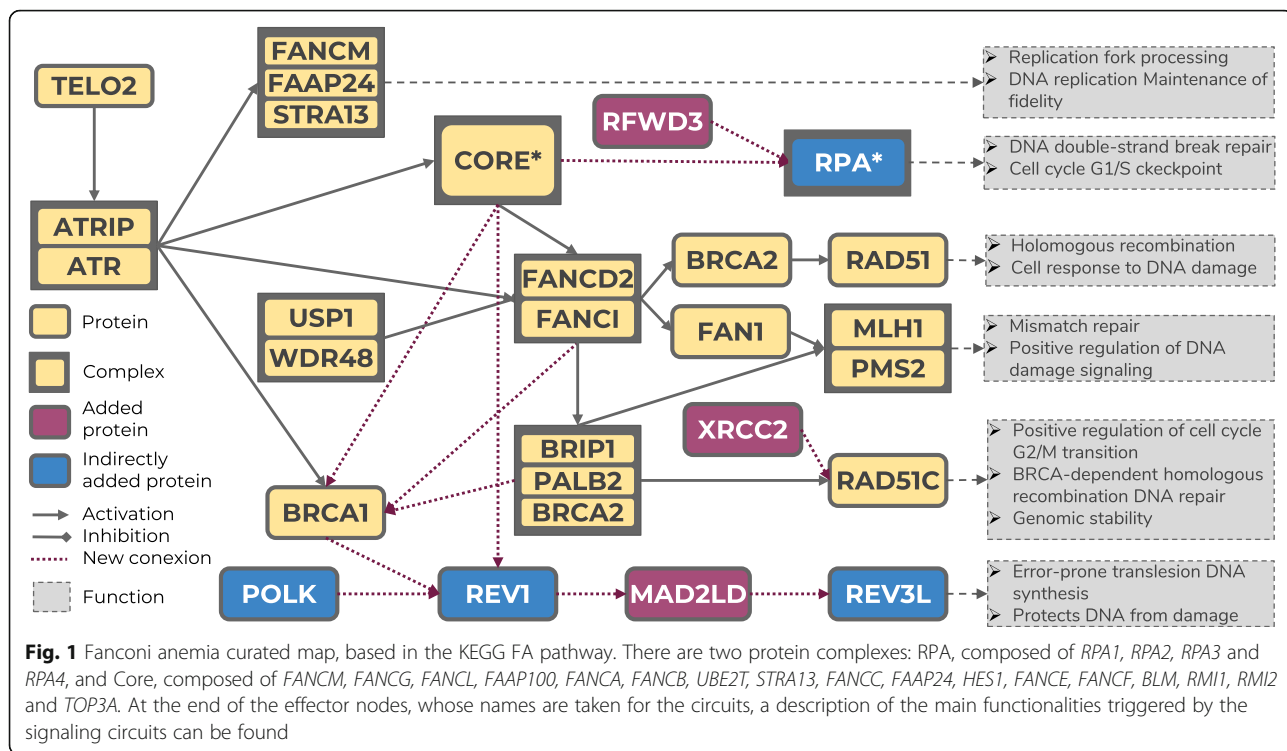 TELO2
FANCM
FAAP24
STRA13
➤ Replication fork processing
➤ DNA replication Maintenance of
fidelity
RFWD3
CORE*
RPA*
➤ DNA double-strand break repair
➤ Cell cycle G1/S ckeckpoint
ATRIP
ATR
FANCD2
FANCI
BRCA2
RAD51
➤ Holomogous recombination
➤ Cell response to DNA damage
USP1
WDR48
FAN1
MLH1
PMS2
➤ Mismatch repair
➤ Positive regulation of DNA
damage signaling
Protein
Complex
Added
protein
Indirectly
added protein
Activation
Inhibition
New conexion
Function
XRCC2
BRIP1
PALB2
BRCA2
RAD51C
➤ Positive regulation of cell cycle
G2/M transition
➤ BRCA-dependent homologous
recombination DNA repair
➤ Genomic stability
BRCA1
POLK
REV1
MAD2LD
REV3L
➤ Error-prone translesion DNA
synthesis
➤ Protects DNA from damage
Fig. 1 Fanconi anemia curated map, based in the KEGG FA pathway. There are two protein complexes: RPA, composed of RPA1, RPA2, RPA3 and
RPA4, and Core, composed of FANCM, FANCG, FANCL, FAAP100, FANCA, FANCB, UBE2T, STRA13, FANCC, FAAP24, HES1, FANCE, FANCF, BLM, RMI1, RMI2
and TOP3A. At the end of the effector nodes, whose names are taken for the circuits, a description of the main functionalities triggered by the
signaling circuits can be found